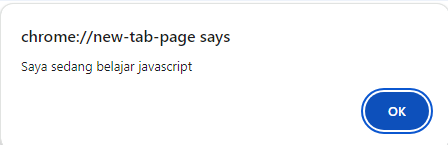 chrome://new-tab-page says
Saya sedang belajar javascript
OK